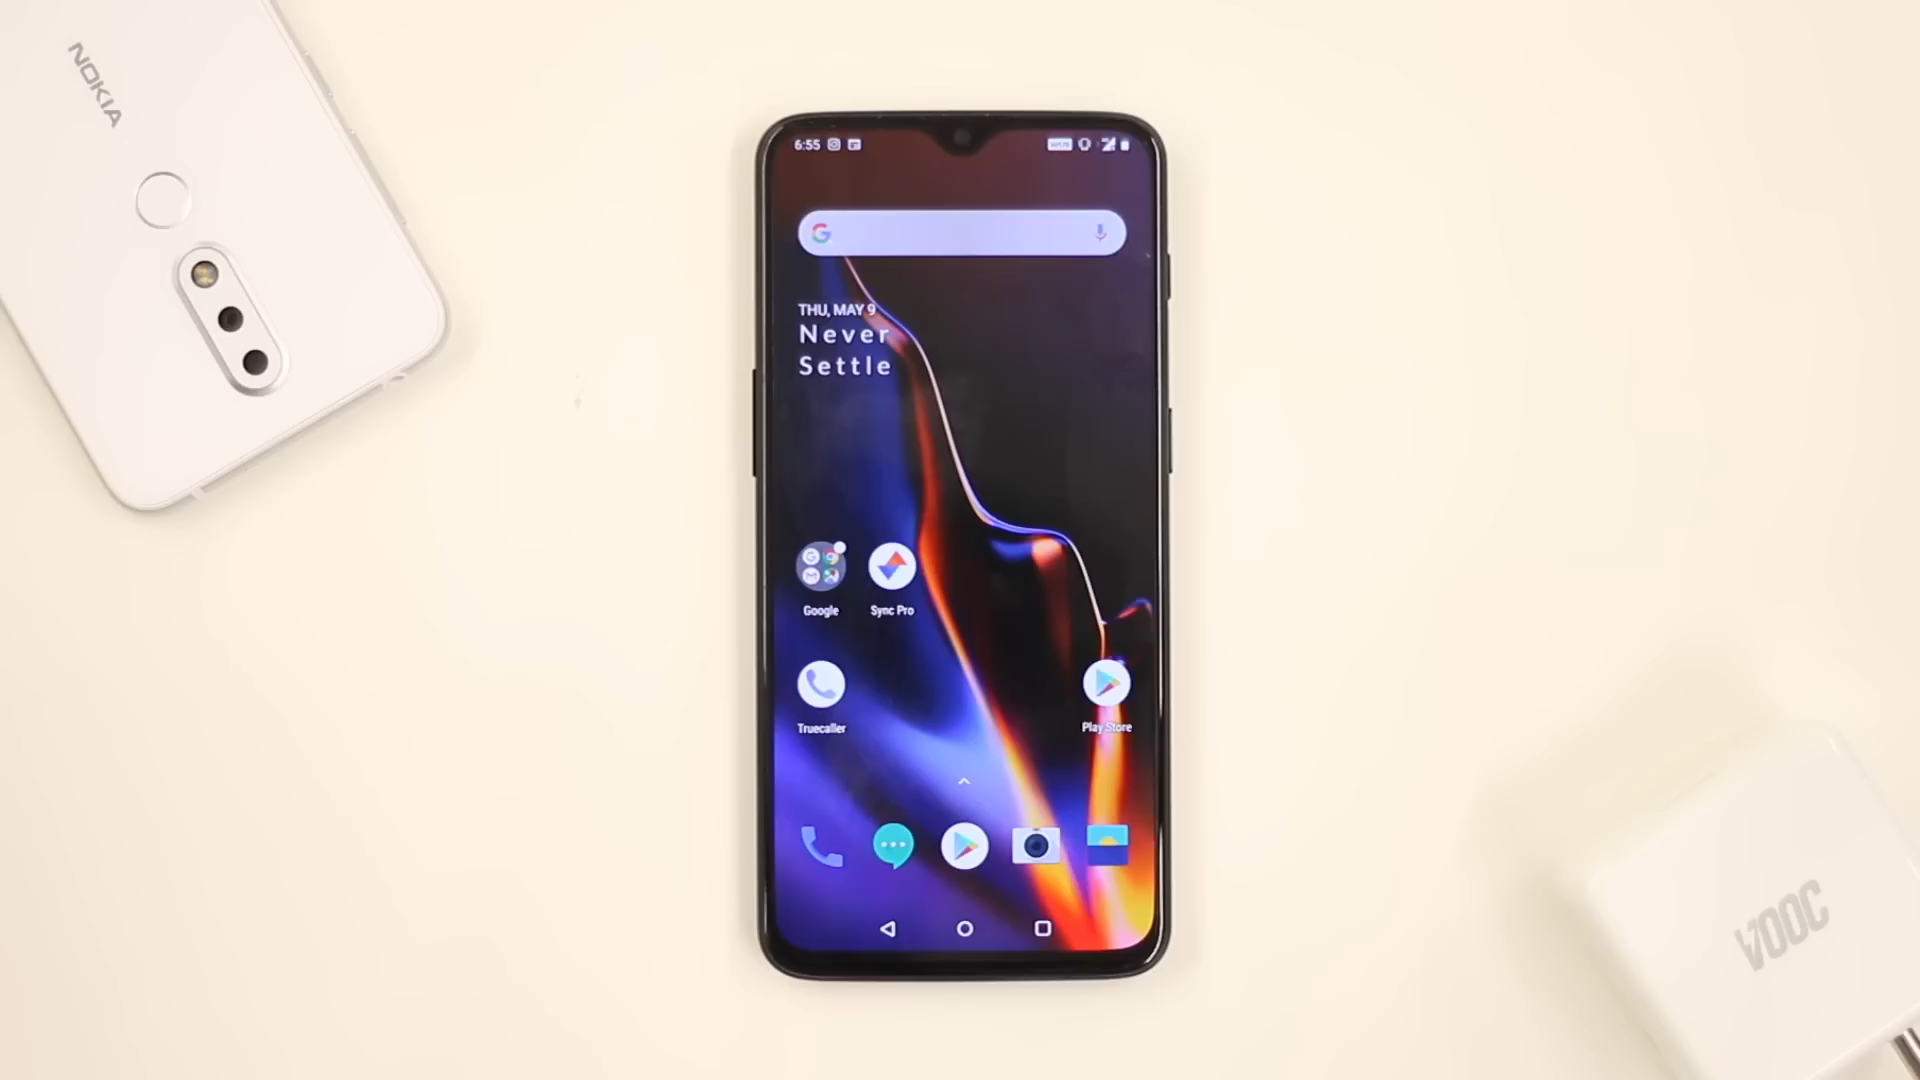 NOKIA
6:55
THU, MAY 9
Never
Settle
Google
Sync Pro
Truecaller
Play Store
VOOC